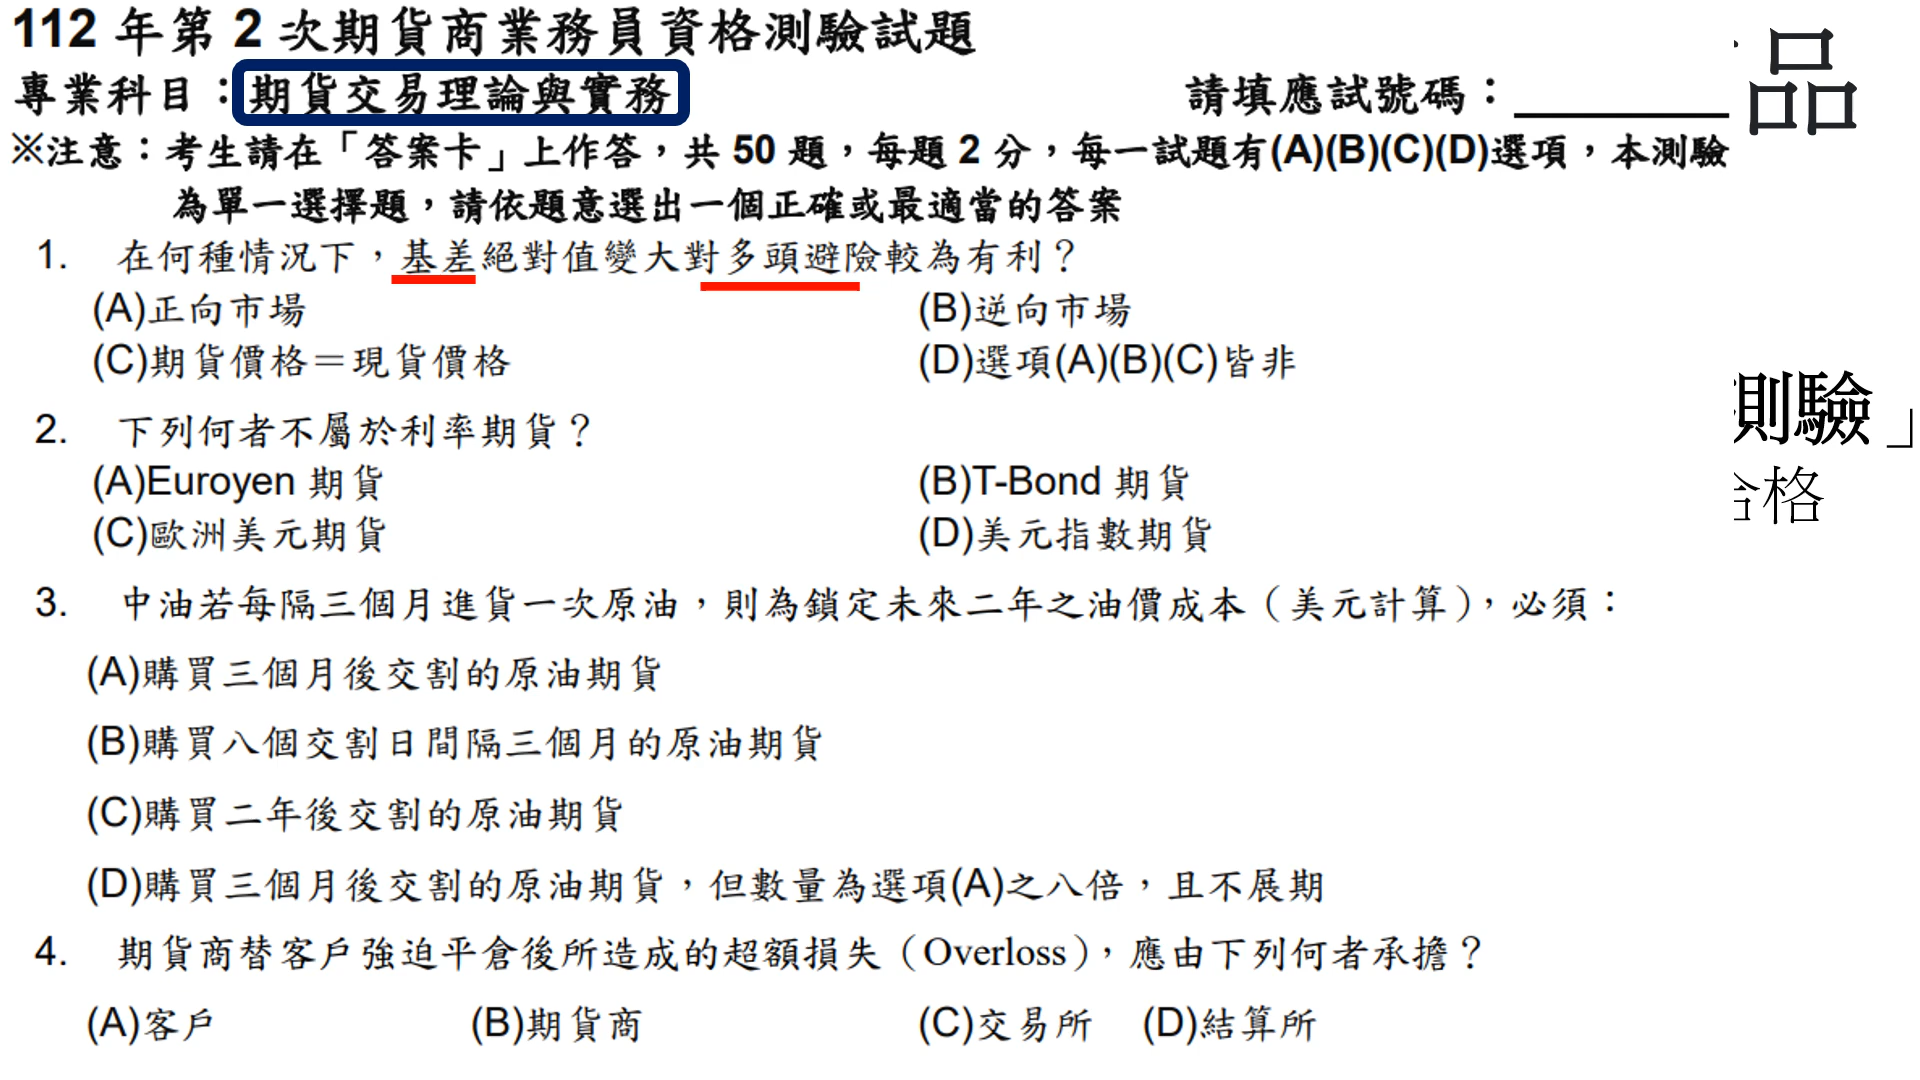 112 年第 2 次期貨商業務員資格測驗試題
專業科目：期貨交易理論與實務 請填應試號碼：
※注意：考生請在「答案卡」上作答，共 50 題，每題 2 分，每一試題有(A)(B)(C)(D)選項，本測驗
為單一選擇題，請依題意選出一個正確或最適當的答案
1. 在何種情況下，基差絕對值變大對多頭避險較為有利？
(A)正向市場 (B)逆向市場
(C)期貨價格＝現貨價格 (D)選項(A)(B)(C)皆非
2. 下列何者不屬於利率期貨？
(A)Euroyen 期貨 (B)T-Bond 期貨
(C)歐洲美元期貨 (D)美元指數期貨
3. 中油若每隔三個月進貨一次原油，則為鎖定未來二年之油價成本（美元計算），必須：
(A)購買三個月後交割的原油期貨
(B)購買八個交割日間隔三個月的原油期貨
(C)購買二年後交割的原油期貨
(D)購買三個月後交割的原油期貨，但數量為選項(A)之八倍，且不展期
4. 期貨商替客戶強迫平倉後所造成的超額損失（Overloss），應由下列何者承擔？
(A)客戶 (B)期貨商 (C)交易所 (D)結算所
品
測驗」
合格